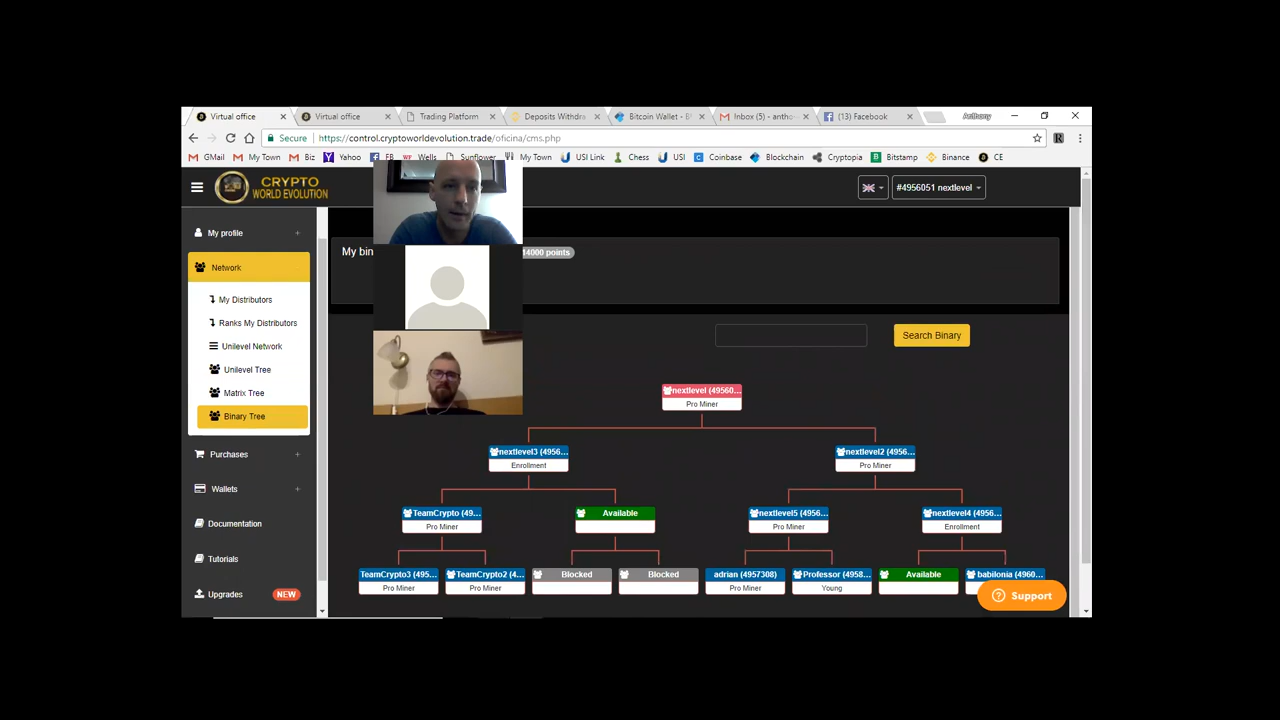 Virtual office
Virtual office
Trading Platform
Deposits Withdra
Bitcoin Wallet - B
Inbox (5) - antho
(13) Facebook
Anthony
Secure
https://control.cryptoworldevolution.trade/oficina/cms.php
GMail
My Town
Biz
Yahoo
FB
WF Wells
Sunflower
My Town
USI Link
Chess
USI
Coinbase
Blockchain
Cryptopia
Bitstamp
Binance
CE
CRYPTO
WORLD EVOLUTION
#4956051 nextlevel
My profile
Network
My Distributors
Ranks My Distributors
Unilevel Network
Unilevel Tree
Matrix Tree
Binary Tree
Purchases
Wallets
Documentation
Tutorials
Upgrades
NEW
My bin
4000 points
Search Binary
nextlevel (49560...
Pro Miner
nextlevel3 (4956...
Enrollment
nextlevel2 (4956...
Pro Miner
TeamCrypto (49...
Pro Miner
Available
nextlevel5 (4956...
Pro Miner
nextlevel4 (4956...
Enrollment
TeamCrypto3 (495...
Pro Miner
TeamCrypto2 (4...
Pro Miner
Blocked
Blocked
adrian (4957308)
Pro Miner
Professor (4958...
Young
Available
babilonia (4960...
Support